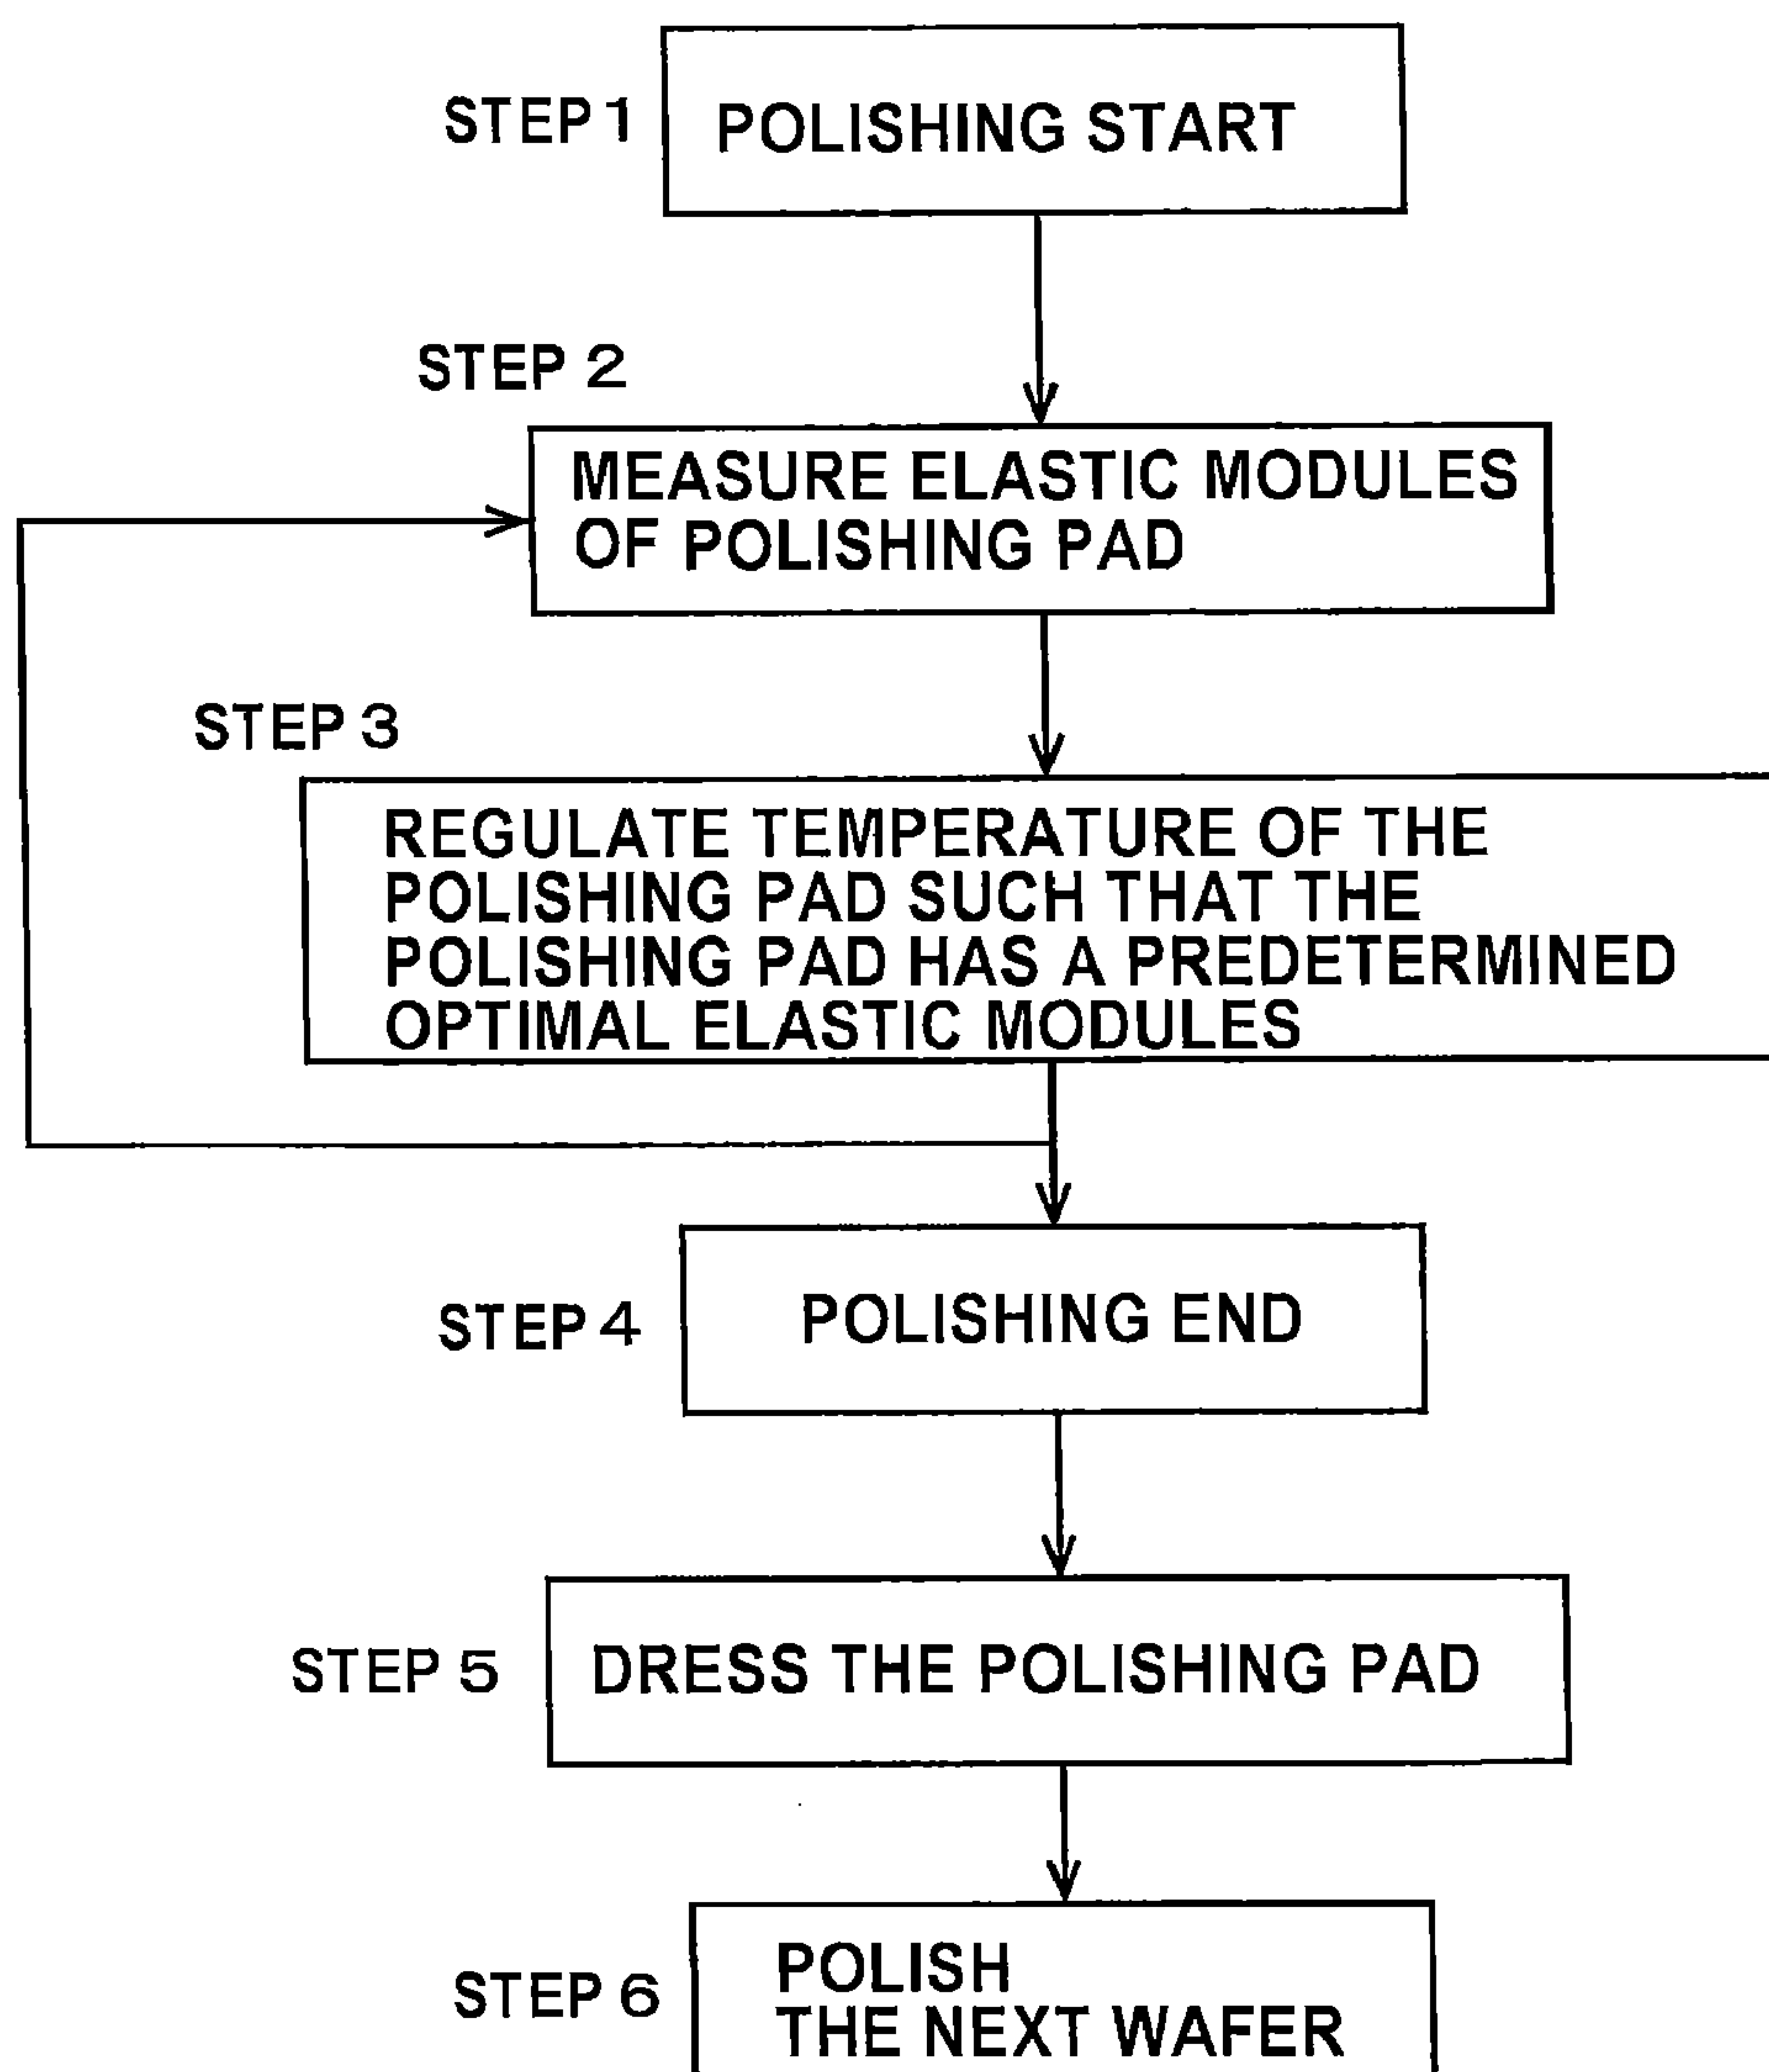 STEP 1
POLISHING START
STEP 2
MEASURE ELASTIC MODULES
OF POLISHING PAD
STEP 3
REGULATE TEMPERATURE OF THE
POLISHING PAD SUCH THAT THE
POLISHING PAD HAS A PREDETERMINED
OPTIMAL ELASTIC MODULES
STEP 4
POLISHING END
STEP 5
DRESS THE POLISHING PAD
STEP 6
POLISH
THE NEXT WAFER